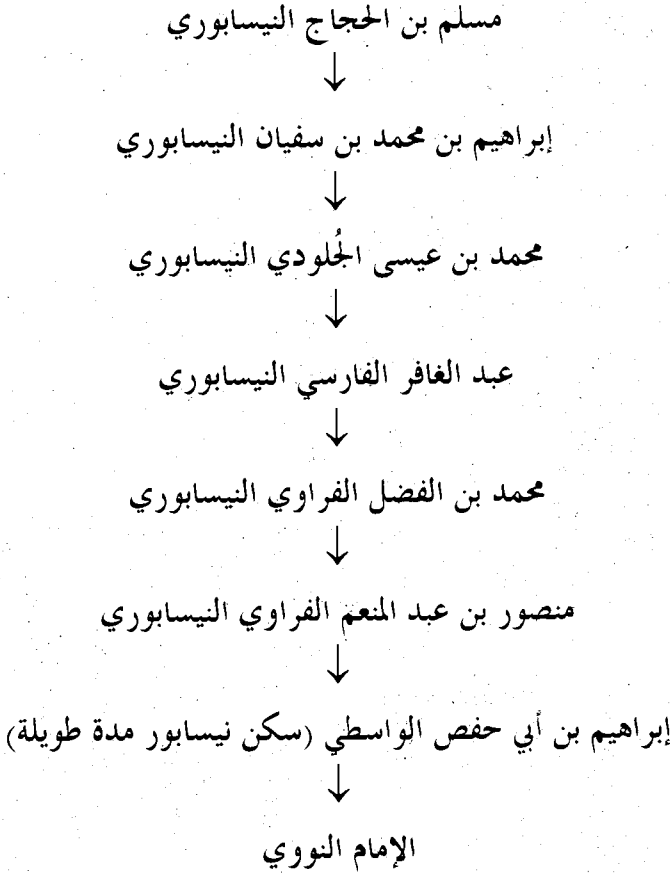 مسلم بن الحجاج النيسابوري
↓
إبراهيم بن محمد بن سفيان النيسابوري
↓
محمد بن عيسى الجُلودي النيسابوري
↓
عبد الغافر الفارسي النيسابوري
↓
محمد بن الفضل الفراوي النيسابوري
↓
منصور بن عبد المنعم الفراوي النيسابوري
↓
إبراهيم بن أبي حفص الواسطي (سكن نيسابور مدة طويلة)
↓
الإمام النووي